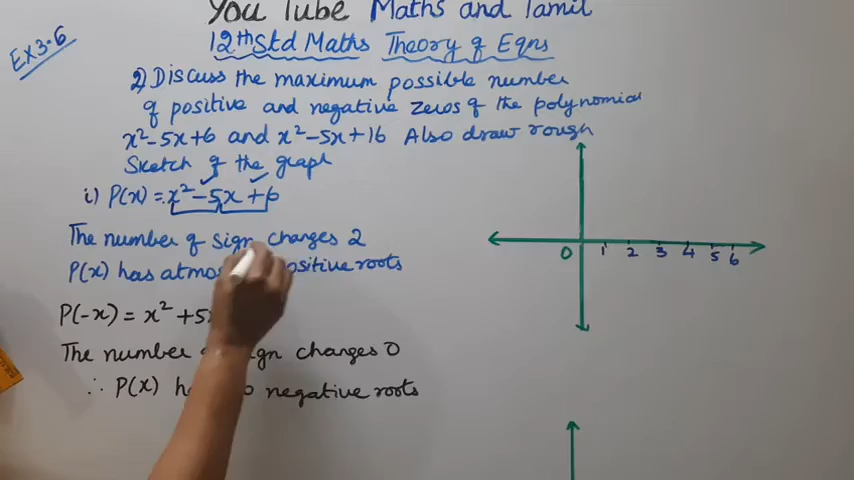 You Tube Maths and Tamil
Ex 3.6
12th Std Maths Theory of Eqns
2) Discuss the maximum possible number
of positive and negative zeros of the polynomial
x²-5x+6 and x²-5x+16 Also draw rough
Sketch of the graph
i) P(x) = x² - 5x + 6
The number of sign changes 2
P(x) has atmost positive roots
P(-x) = x² + 5x
The number sign changes 0
∴ P(x) negative roots
0 1 2 3 4 5 6